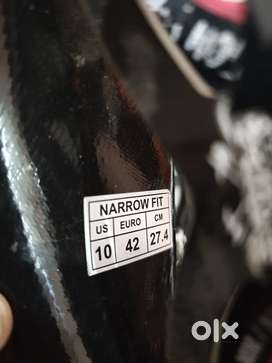 NARROW FIT
US EURO CM
10 42 27.4
olx